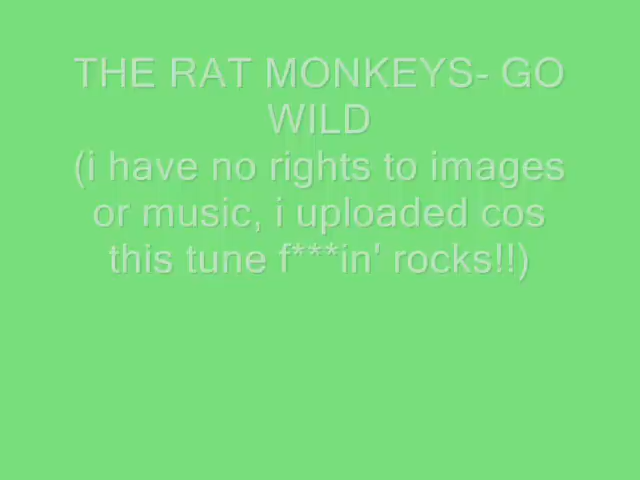 THE RAT MONKEYS- GO
WILD
(i have no rights to images
or music, i uploaded cos
this tune f***in' rocks!!)